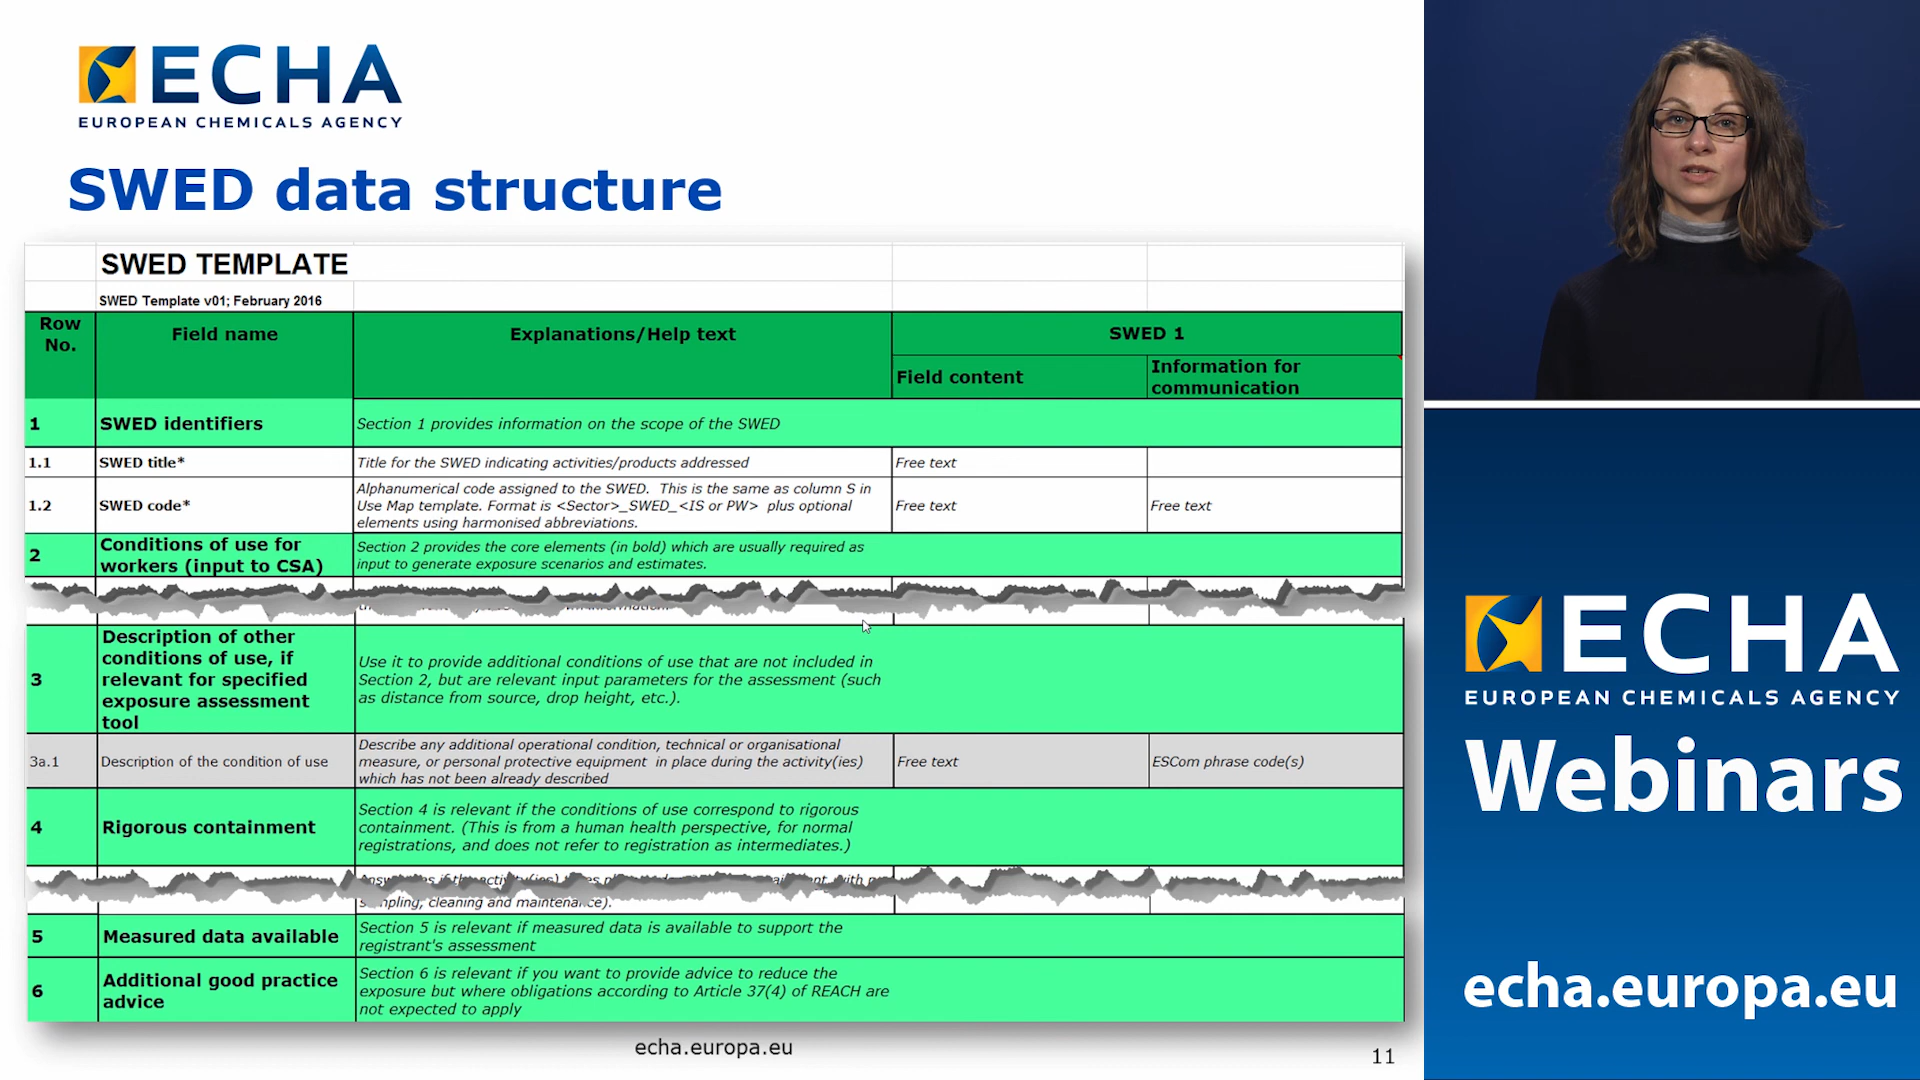 ECHA
EUROPEAN CHEMICALS AGENCY
SWED data structure
SWED TEMPLATE
SWED Template v01; February 2016
Row
No.
Field name
Explanations/Help text
SWED 1
Field content
Information for
communication
1
SWED identifiers
Section 1 provides information on the scope of the SWED
1.1
SWED title*
Title for the SWED indicating activities/products addressed
Free text
1.2
SWED code*
Alphanumerical code assigned to the SWED. This is the same as column S in
Use Map template. Format is <Sector>_SWED_<IS or PW> plus optional
elements using harmonised abbreviations.
Free text
Free text
2
Conditions of use for
workers (input to CSA)
Section 2 provides the core elements (in bold) which are usually required as
input to generate exposure scenarios and estimates.
3
Description of other
conditions of use, if
relevant for specified
exposure assessment
tool
Use it to provide additional conditions of use that are not included in
Section 2, but are relevant input parameters for the assessment (such
as distance from source, drop height, etc.).
3a.1
Description of the condition of use
Describe any additional operational condition, technical or organisational
measure, or personal protective equipment in place during the activity(ies)
which has not been already described
Free text
ESCom phrase code(s)
4
Rigorous containment
Section 4 is relevant if the conditions of use correspond to rigorous
containment. (This is from a human health perspective, for normal
registrations, and does not refer to registration as intermediates.)
sampling, cleaning and maintenance).
5
Measured data available
Section 5 is relevant if measured data is available to support the
registrant's assessment
6
Additional good practice
advice
Section 6 is relevant if you want to provide advice to reduce the
exposure but where obligations according to Article 37(4) of REACH are
not expected to apply
echa.europa.eu
11
ECHA
EUROPEAN CHEMICALS AGENCY
Webinars
echa.europa.eu